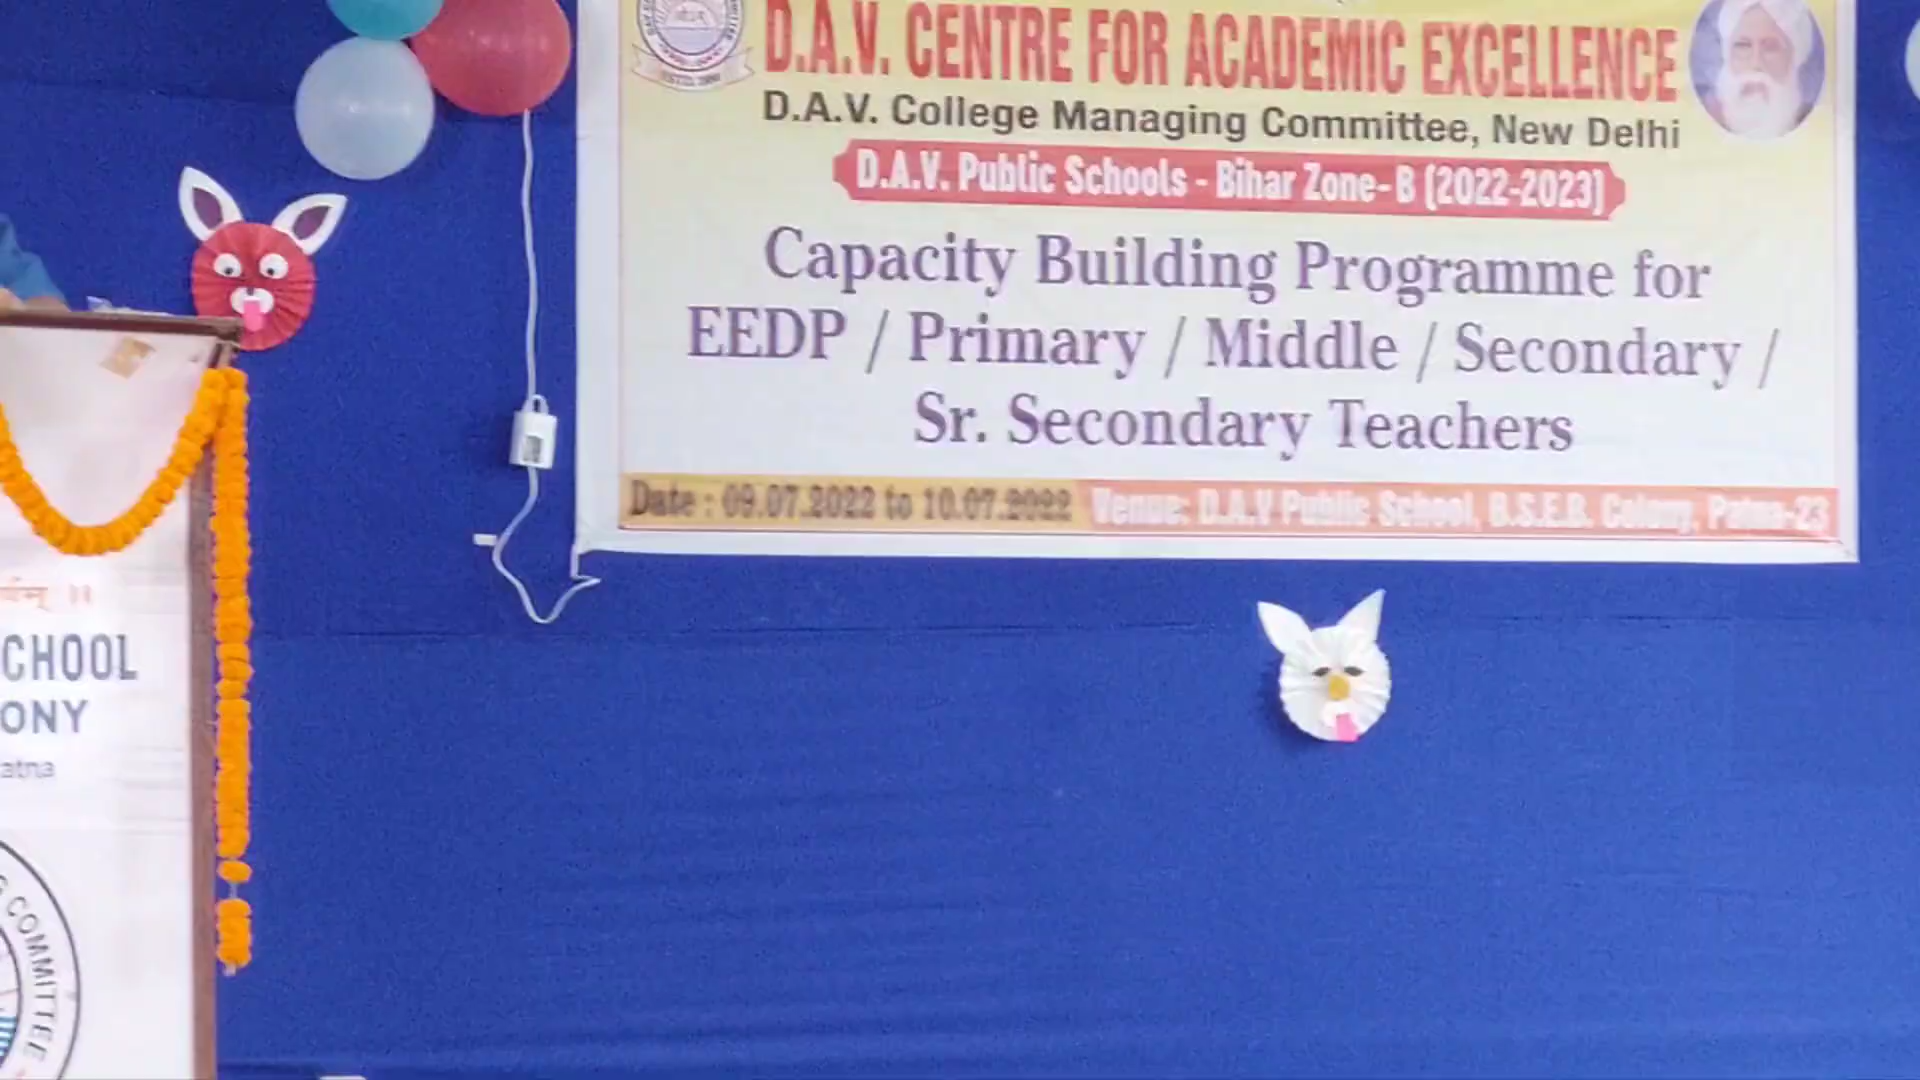 D.A.V. CENTRE FOR ACADEMIC EXCELLENCE
D.A.V. College Managing Committee, New Delhi
D.A.V. Public Schools - Bihar Zone- B (2022-2023)
Capacity Building Programme for
EEDP / Primary / Middle / Secondary /
Sr. Secondary Teachers
Date : 09.07.2022 to 10.07.2022 Venue: D.A.V Public School, B.S.E.B. Colony, Patna-23
CHOOL
ONY
atna
COMMITTEE